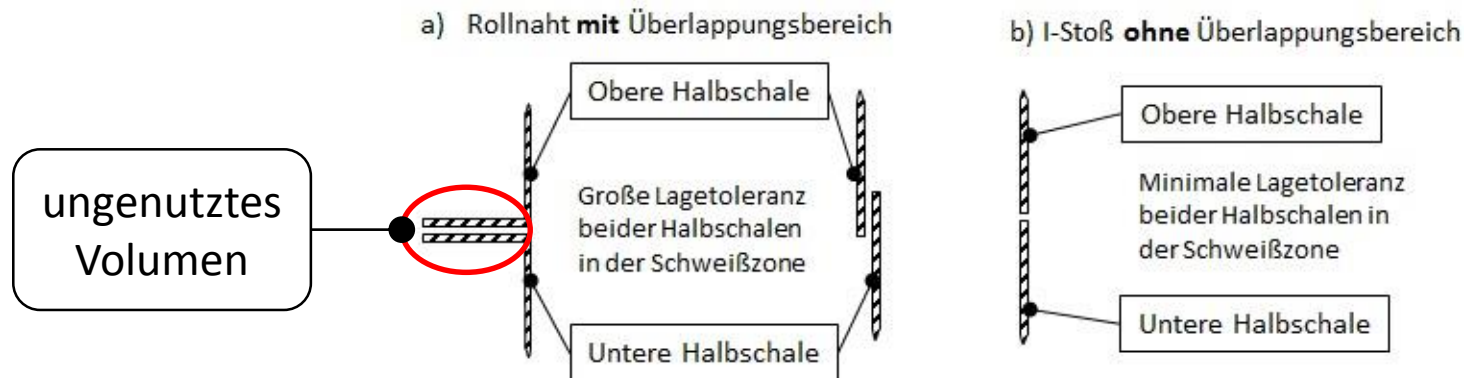 a) Rollnaht mit Überlappungsbereich
b) I-Stoß ohne Überlappungsbereich
Obere Halbschale
Obere Halbschale
ungenutztes
Volumen
Große Lagetoleranz
beider Halbschalen
in der Schweißzone
Minimale Lagetoleranz
beider Halbschalen in
der Schweißzone
Untere Halbschale
Untere Halbschale